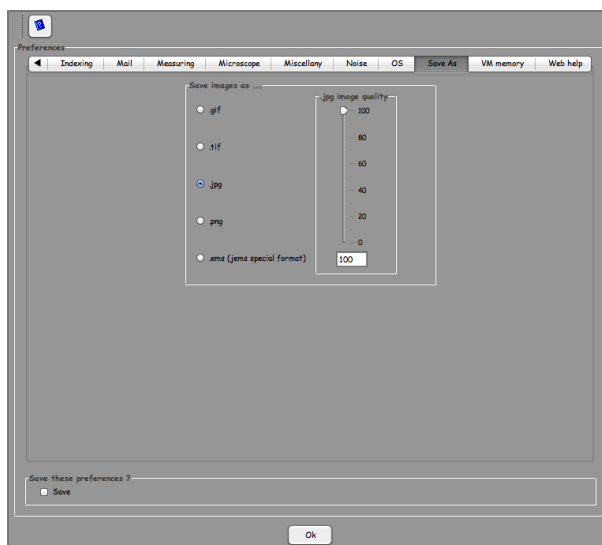 Preferences
Indexing Mail Measuring Microscope Miscellany Noise OS Save As VM memory Web help
Save images as ...
.gif
.tif
.jpg
.png
.ems (jems special format)
.jpg image quality
100
80
60
40
20
0
100
Save these preferences ?
Save
Ok